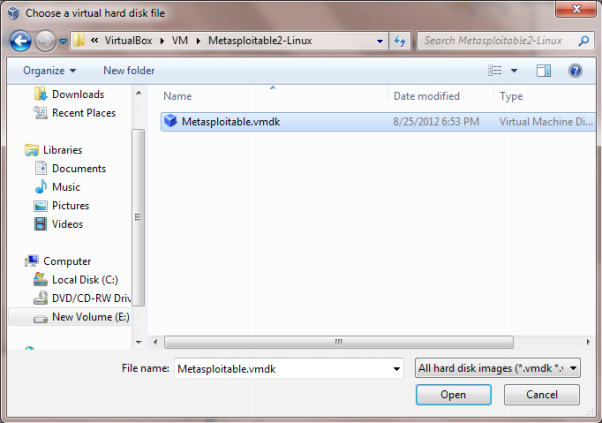 Choose a virtual hard disk file
« VirtualBox ▸ VM ▸ Metasploitable2-Linux
Search Metasploitable2-Linux
Organize ▾ New folder
Name Date modified Type
Metasploitable.vmdk 8/25/2012 6:53 PM Virtual Machine Di...
Downloads
Recent Places
Libraries
Documents
Music
Pictures
Videos
Computer
Local Disk (C:)
DVD/CD-RW Driv
New Volume (E:)
File name: Metasploitable.vmdk
All hard disk images (*.vmdk *.v
Open Cancel